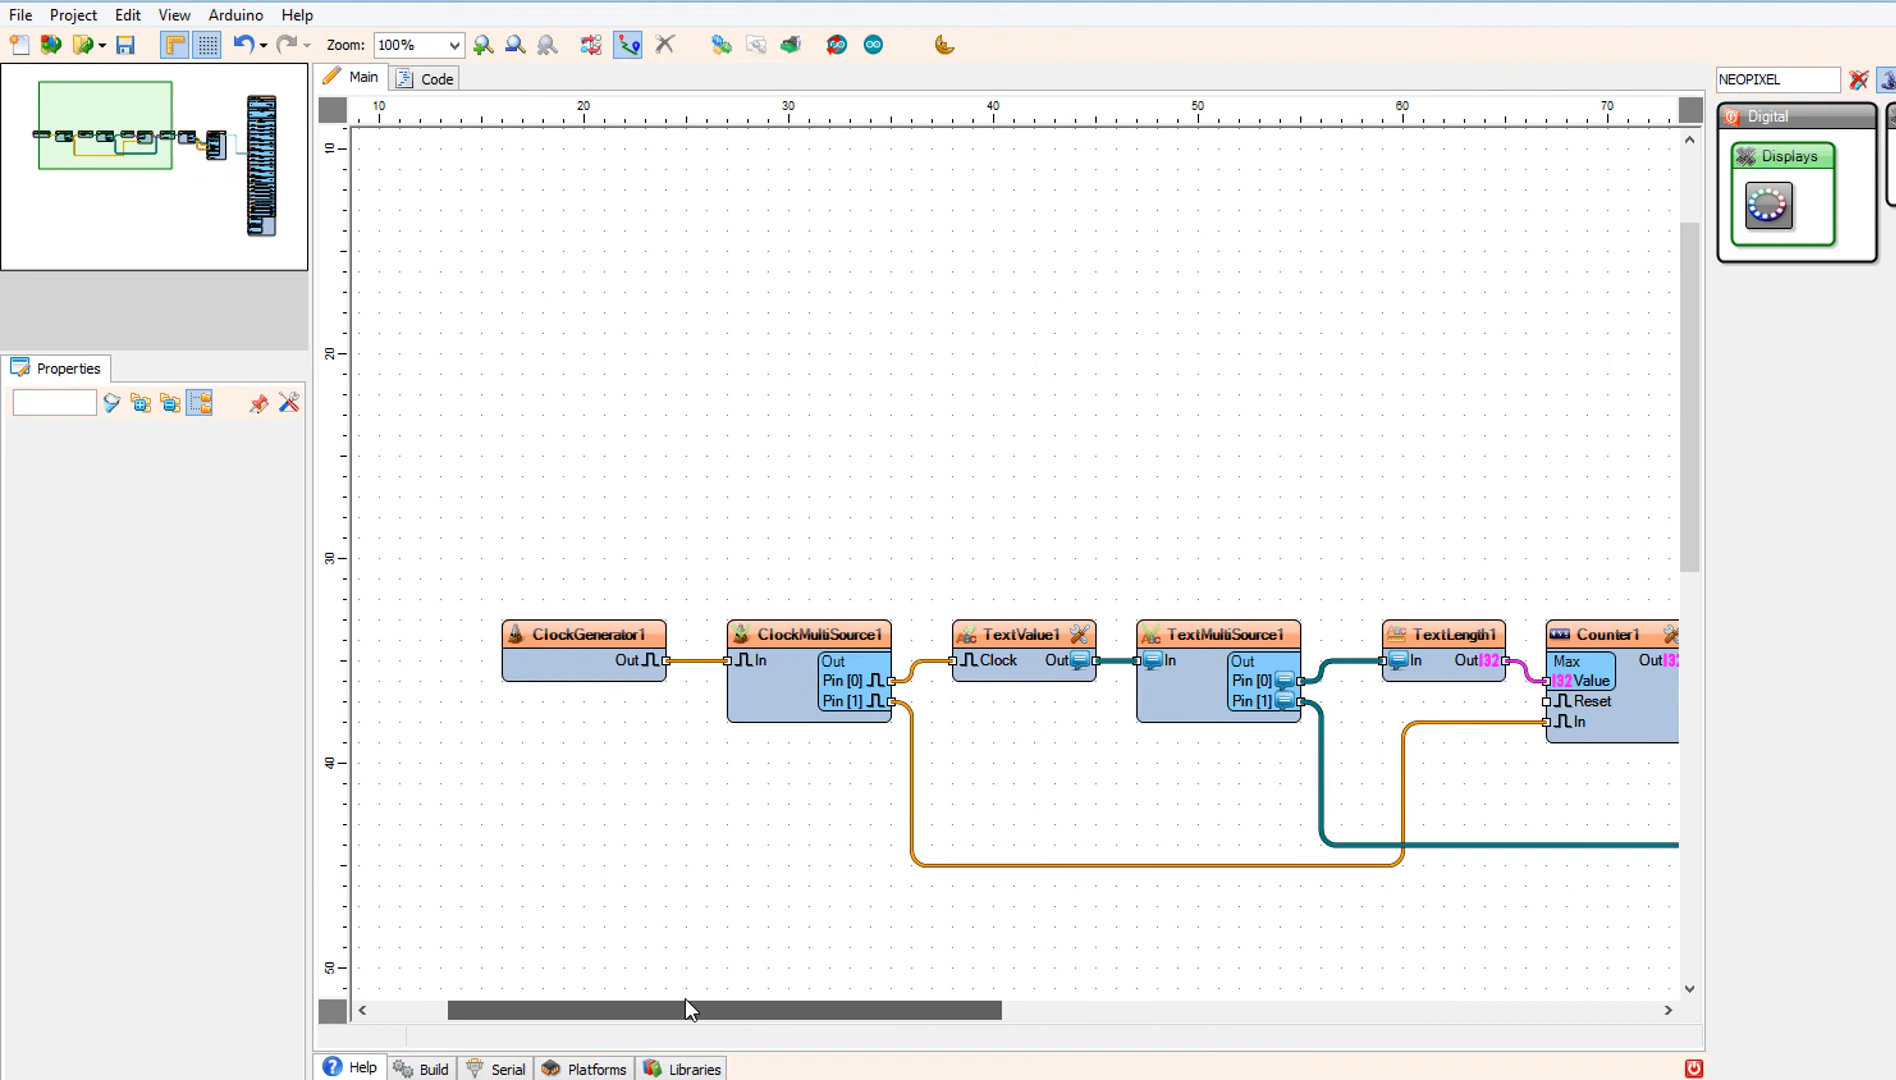 File Project Edit View Arduino Help
Zoom: 100%
Main Code
NEOPIXEL
10 20 30 40 50 60 70
Digital
Displays
10
20
30
40
50
Properties
ClockGenerator1
Out
ClockMultiSource1
In
Out
Pin [0]
Pin [1]
TextValue1
Clock Out
TextMultiSource1
In
Out
Pin [0]
Pin [1]
TextLength1
In Out I32
Counter1
Max
I32 Value
Reset
In
Out I32
Help Build Serial Platforms Libraries